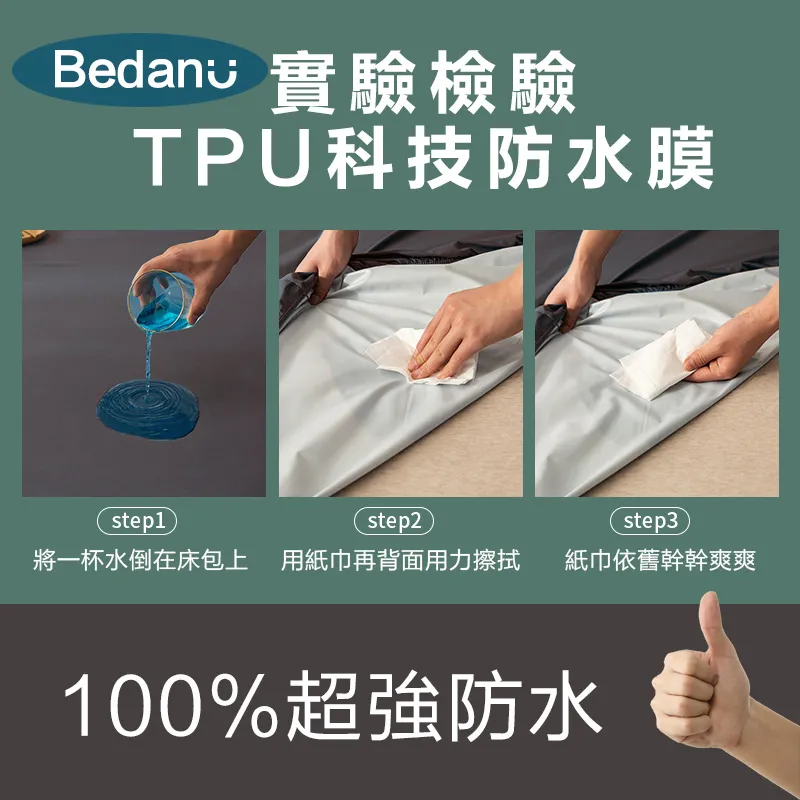 Bedanu
實驗檢驗
TPU科技防水膜
step1
將一杯水倒在床包上
step2
用紙巾再背面用力擦拭
step3
紙巾依舊幹幹爽爽
100%超強防水